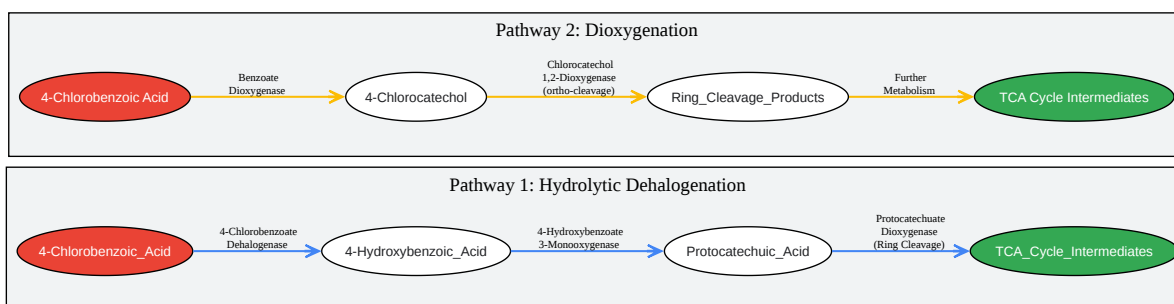 Pathway 2: Dioxygenation
4-Chlorobenzoic Acid
Benzoate
Dioxygenase
4-Chlorocatechol
Chlorocatechol
1,2-Dioxygenase
(ortho-cleavage)
Ring_Cleavage_Products
Further
Metabolism
TCA Cycle Intermediates
Pathway 1: Hydrolytic Dehalogenation
4-Chlorobenzoic_Acid
4-Chlorobenzoate
Dehalogenase
4-Hydroxybenzoic_Acid
4-Hydroxybenzoate
3-Monooxygenase
Protocatechuic_Acid
Protocatechuate
Dioxygenase
(Ring Cleavage)
TCA_Cycle_Intermediates